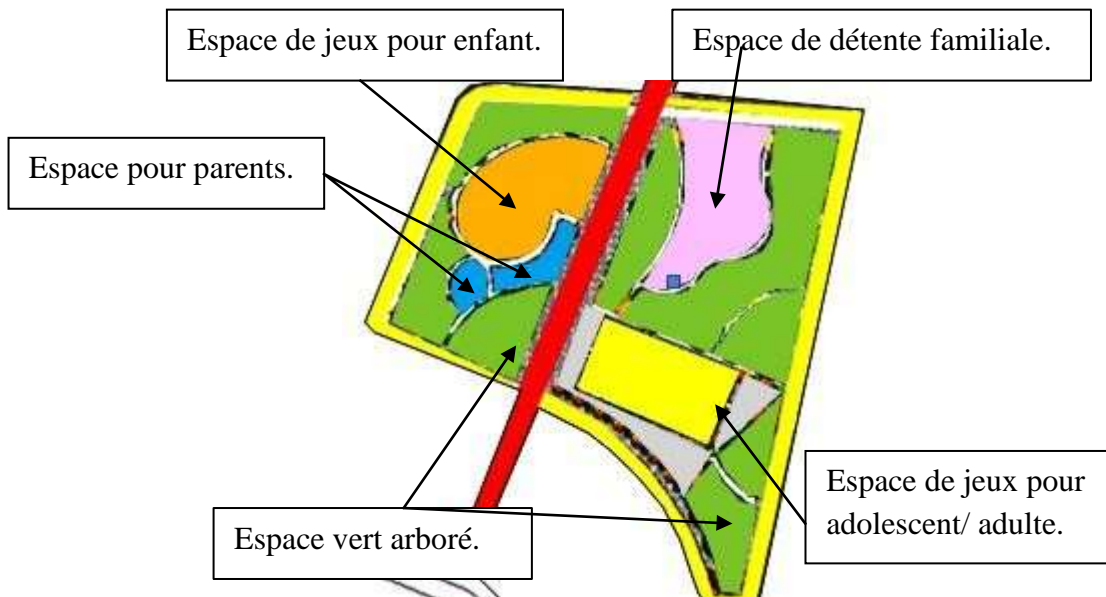 Espace de jeux pour enfant.
Espace de détente familiale.
Espace pour parents.
Espace de jeux pour
adolescent/ adulte.
Espace vert arboré.